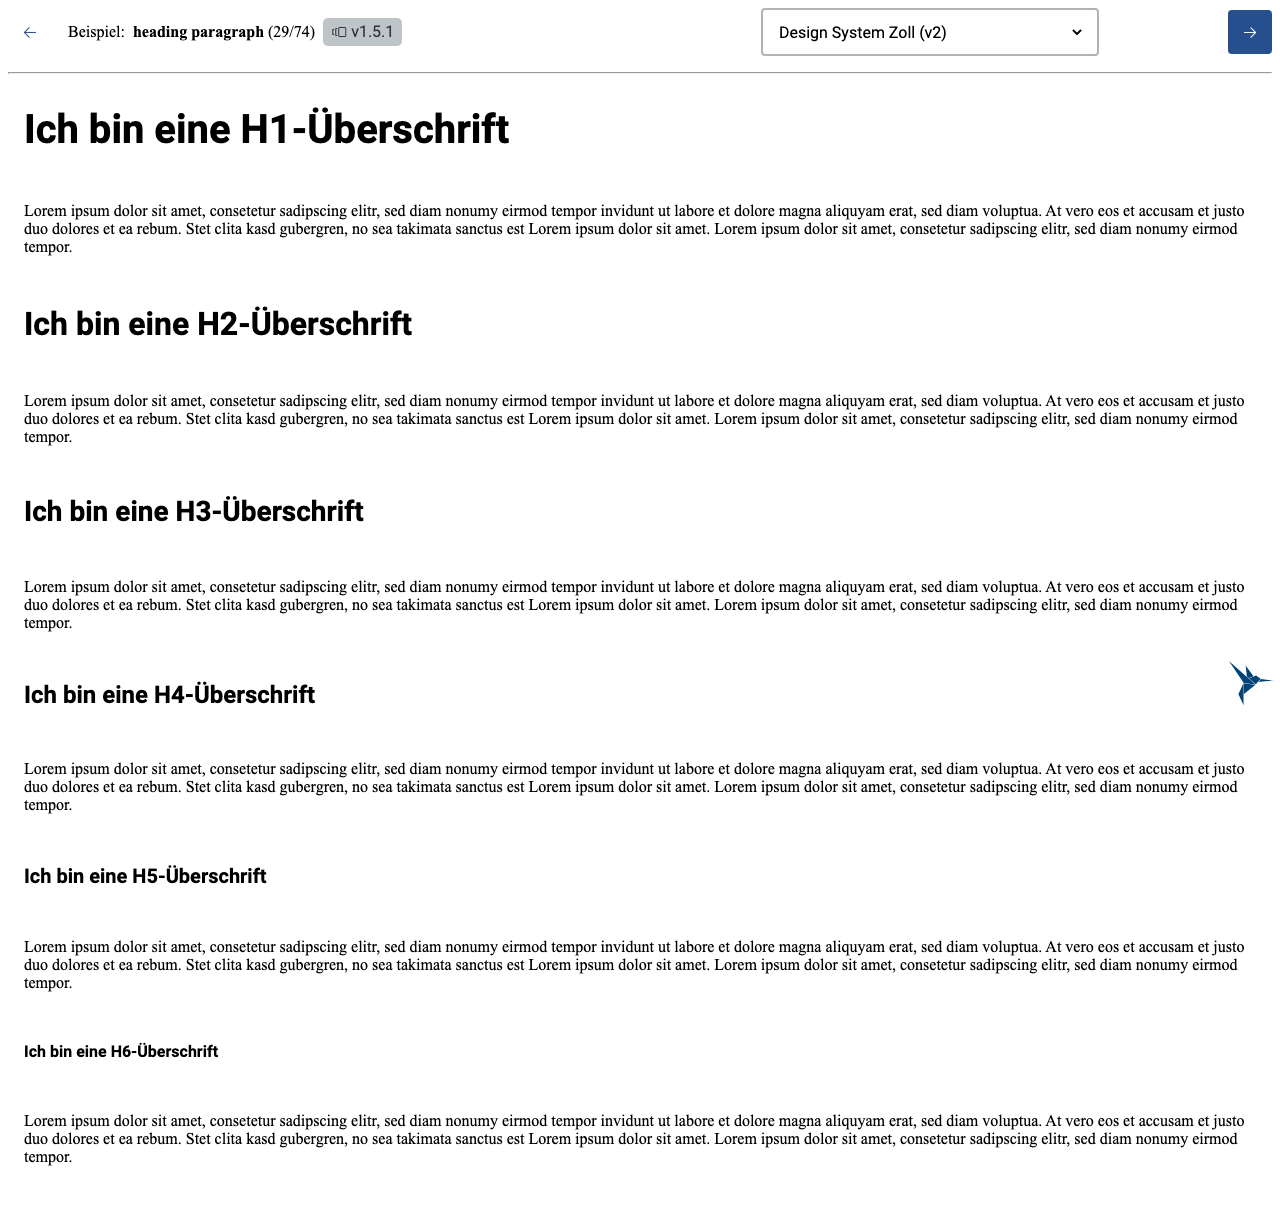 Beispiel: heading paragraph (29/74) v1.5.1 Design System Zoll (v2)
Ich bin eine H1-Überschrift
Lorem ipsum dolor sit amet, consetetur sadipscing elitr, sed diam nonumy eirmod tempor invidunt ut labore et dolore magna aliquyam erat, sed diam voluptua. At vero eos et accusam et justo
duo dolores et ea rebum. Stet clita kasd gubergren, no sea takimata sanctus est Lorem ipsum dolor sit amet. Lorem ipsum dolor sit amet, consetetur sadipscing elitr, sed diam nonumy eirmod
tempor.
Ich bin eine H2-Überschrift
Lorem ipsum dolor sit amet, consetetur sadipscing elitr, sed diam nonumy eirmod tempor invidunt ut labore et dolore magna aliquyam erat, sed diam voluptua. At vero eos et accusam et justo
duo dolores et ea rebum. Stet clita kasd gubergren, no sea takimata sanctus est Lorem ipsum dolor sit amet. Lorem ipsum dolor sit amet, consetetur sadipscing elitr, sed diam nonumy eirmod
tempor.
Ich bin eine H3-Überschrift
Lorem ipsum dolor sit amet, consetetur sadipscing elitr, sed diam nonumy eirmod tempor invidunt ut labore et dolore magna aliquyam erat, sed diam voluptua. At vero eos et accusam et justo
duo dolores et ea rebum. Stet clita kasd gubergren, no sea takimata sanctus est Lorem ipsum dolor sit amet. Lorem ipsum dolor sit amet, consetetur sadipscing elitr, sed diam nonumy eirmod
tempor.
Ich bin eine H4-Überschrift
Lorem ipsum dolor sit amet, consetetur sadipscing elitr, sed diam nonumy eirmod tempor invidunt ut labore et dolore magna aliquyam erat, sed diam voluptua. At vero eos et accusam et justo
duo dolores et ea rebum. Stet clita kasd gubergren, no sea takimata sanctus est Lorem ipsum dolor sit amet. Lorem ipsum dolor sit amet, consetetur sadipscing elitr, sed diam nonumy eirmod
tempor.
Ich bin eine H5-Überschrift
Lorem ipsum dolor sit amet, consetetur sadipscing elitr, sed diam nonumy eirmod tempor invidunt ut labore et dolore magna aliquyam erat, sed diam voluptua. At vero eos et accusam et justo
duo dolores et ea rebum. Stet clita kasd gubergren, no sea takimata sanctus est Lorem ipsum dolor sit amet. Lorem ipsum dolor sit amet, consetetur sadipscing elitr, sed diam nonumy eirmod
tempor.
Ich bin eine H6-Überschrift
Lorem ipsum dolor sit amet, consetetur sadipscing elitr, sed diam nonumy eirmod tempor invidunt ut labore et dolore magna aliquyam erat, sed diam voluptua. At vero eos et accusam et justo
duo dolores et ea rebum. Stet clita kasd gubergren, no sea takimata sanctus est Lorem ipsum dolor sit amet. Lorem ipsum dolor sit amet, consetetur sadipscing elitr, sed diam nonumy eirmod
tempor.